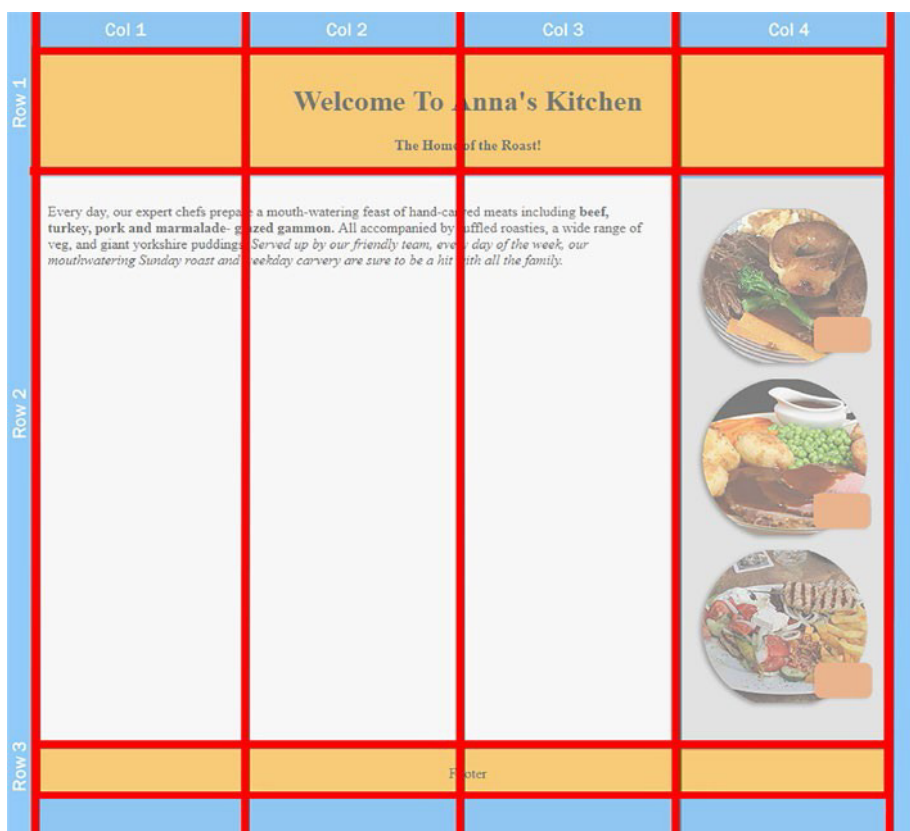 Col 1 Col 2 Col 3 Col 4
Row 1
Welcome To Anna's Kitchen
The Home of the Roast!
Row 2
Every day, our expert chefs prepare a mouth-watering feast of hand-carved meats including beef,
turkey, pork and marmalade- glazed gammon. All accompanied by ruffled roasties, a wide range of
veg, and giant yorkshire puddings. Served up by our friendly team, every day of the week, our
mouthwatering Sunday roast and weekday carvery are sure to be a hit with all the family.
Row 3
Footer